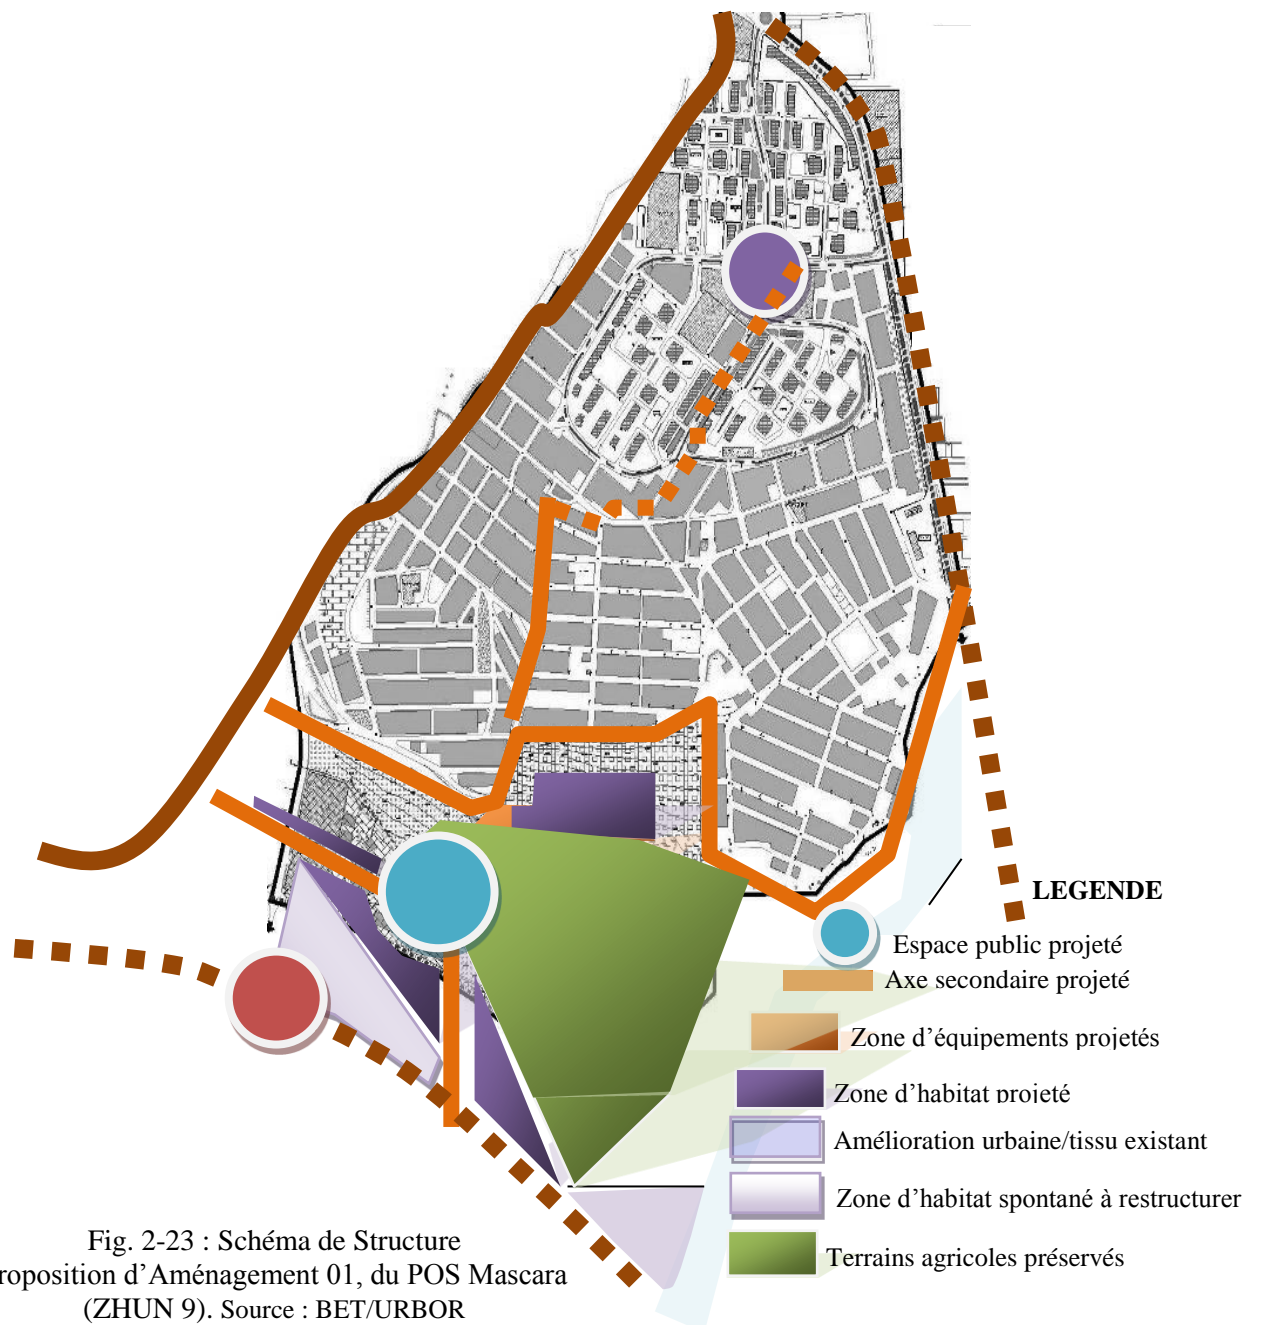 LEGENDE
Espace public projeté
Axe secondaire projeté
Zone d’équipements projetés
Zone d’habitat projeté
Amélioration urbaine/tissu existant
Zone d’habitat spontané à restructurer
Terrains agricoles préservés
Fig. 2-23 : Schéma de Structure
roposition d’Aménagement 01, du POS Mascara
(ZHUN 9). Source : BET/URBOR